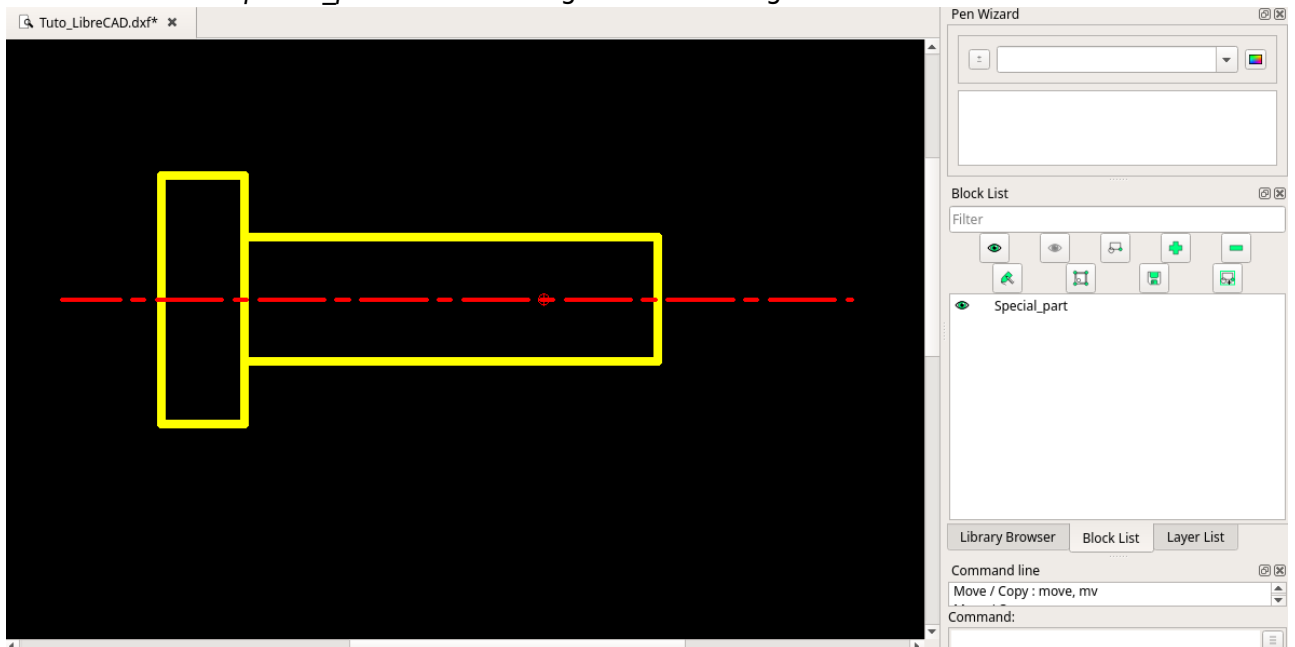 Tuto_LibreCAD.dxf*
Pen Wizard
Block List
Filter
Special_part
Library Browser
Block List
Layer List
Command line
Move / Copy : move, mv
Command: